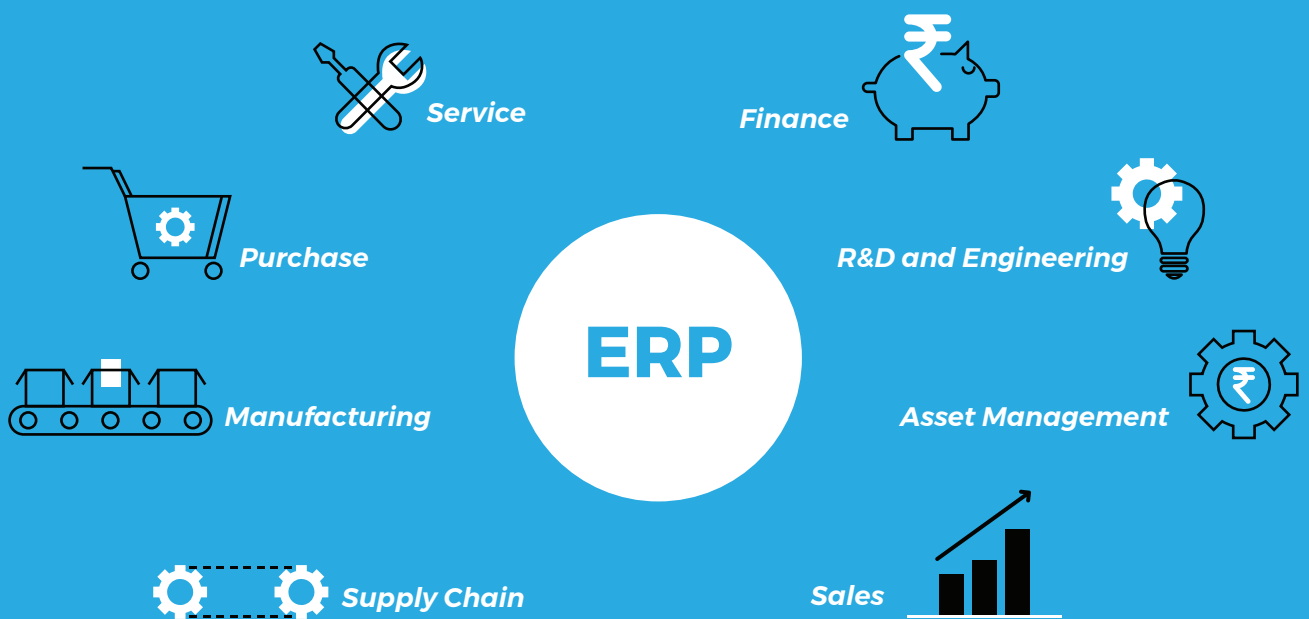 Service
Finance
Purchase
R&D and Engineering
ERP
Manufacturing
Asset Management
₹
₹
Supply Chain
Sales